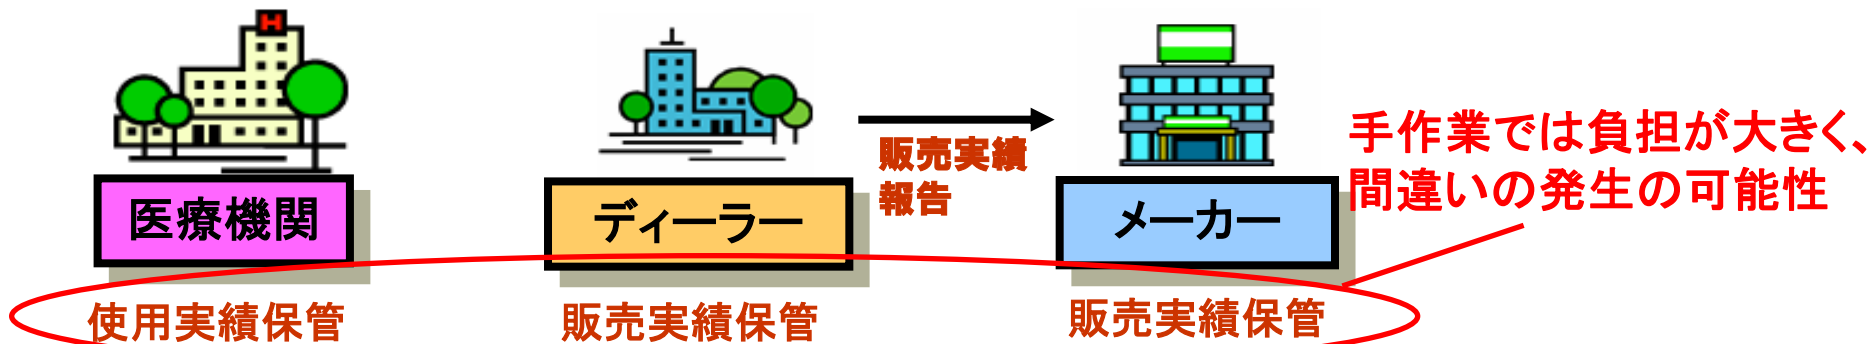 H
手作業では負担が大きく、
間違いの発生の可能性
販売実績
報告
医療機関
ディーラー
メーカー
使用実績保管
販売実績保管
販売実績保管